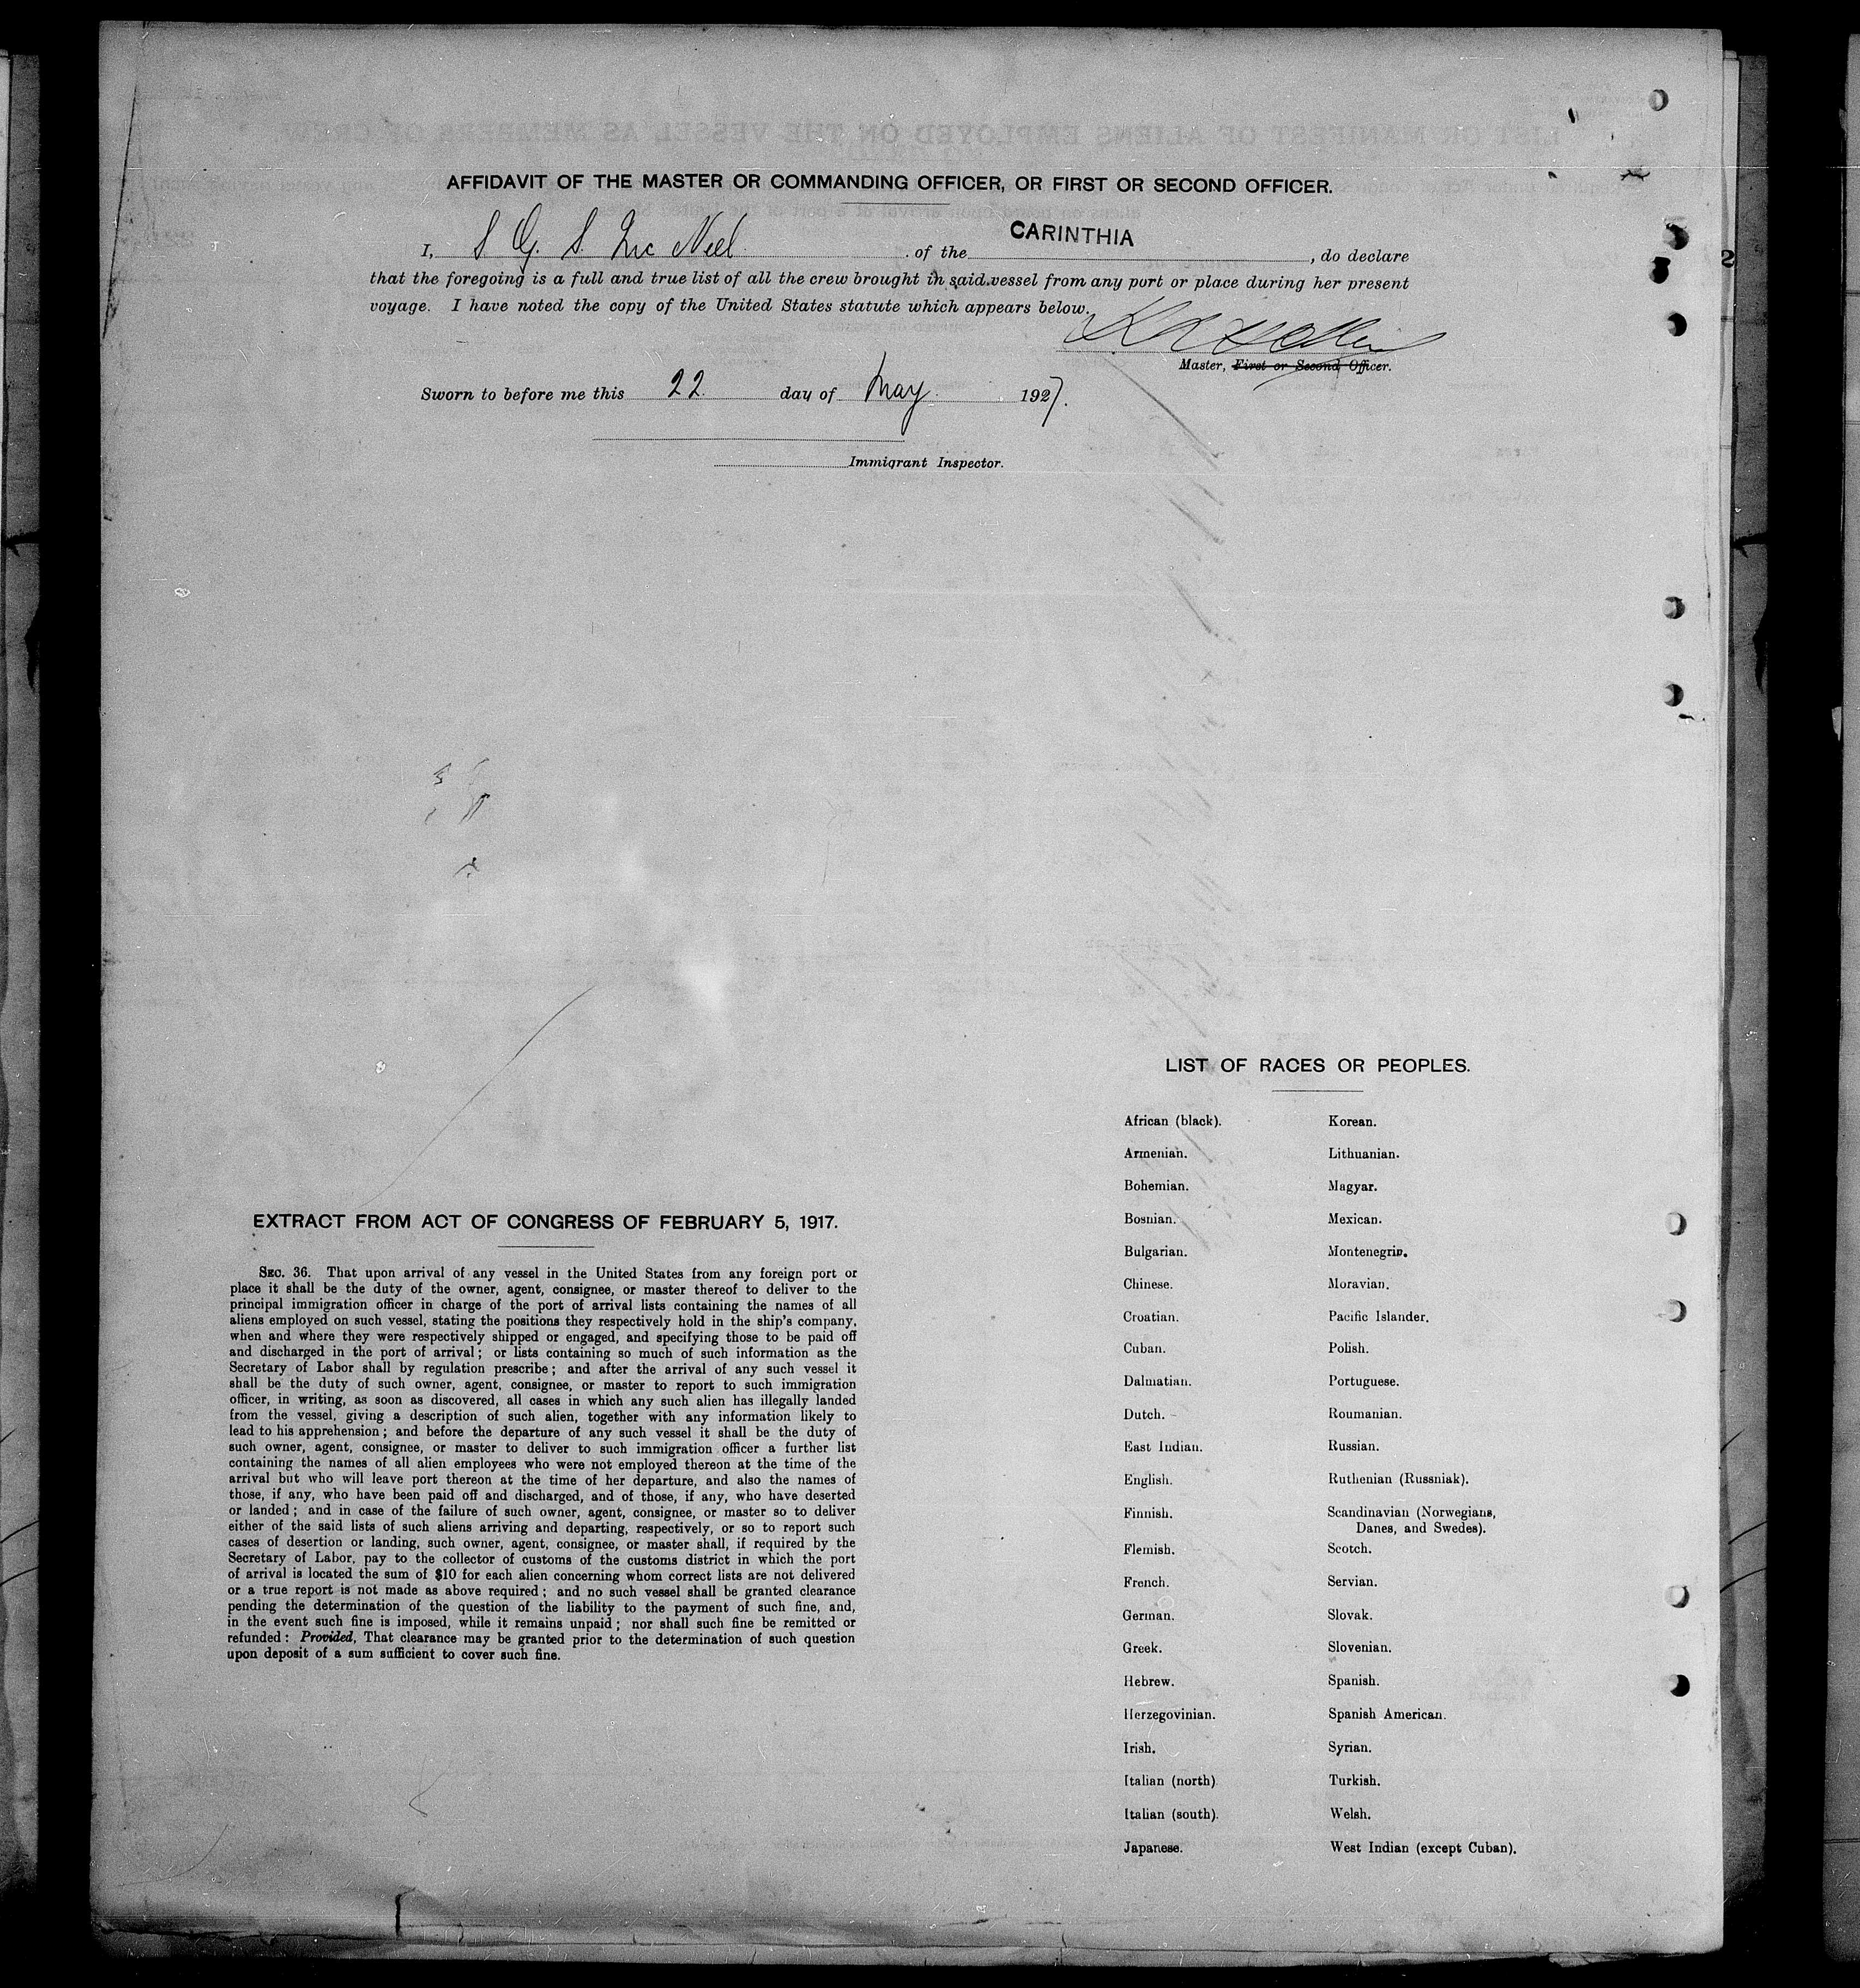 AFFIDAVIT OF THE MASTER OR COMMANDING OFFICER, OR FIRST OR SECOND OFFICER.
I, S G. S. Mc Neil of the CARINTHIA, do declare
that the foregoing is a full and true list of all the crew brought in said vessel from any port or place during her present
voyage. I have noted the copy of the United States statute which appears below.
Master, First or Second Officer.
Sworn to before me this 22 day of May 1927.
Immigrant Inspector.
2
EXTRACT FROM ACT OF CONGRESS OF FEBRUARY 5, 1917.
SEC. 36. That upon arrival of any vessel in the United States from any foreign port or
place it shall be the duty of the owner, agent, consignee, or master thereof to deliver to the
principal immigration officer in charge of the port of arrival lists containing the names of all
aliens employed on such vessel, stating the positions they respectively hold in the ship's company,
when and where they were respectively shipped or engaged, and specifying those to be paid off
and discharged in the port of arrival; or lists containing so much of such information as the
Secretary of Labor shall by regulation prescribe; and after the arrival of any such vessel it
shall be the duty of such owner, agent, consignee, or master to report to such immigration
officer, in writing, as soon as discovered, all cases in which any such alien has illegally landed
from the vessel, giving a description of such alien, together with any information likely to
lead to his apprehension; and before the departure of any such vessel it shall be the duty of
such owner, agent, consignee, or master to deliver to such immigration officer a further list
containing the names of all alien employees who were not employed thereon at the time of the
arrival but who will leave port thereon at the time of her departure, and also the names of
those, if any, who have been paid off and discharged, and of those, if any, who have deserted
or landed; and in case of the failure of such owner, agent, consignee, or master so to deliver
either of the said lists of such aliens arriving and departing, respectively, or so to report such
cases of desertion or landing, such owner, agent, consignee, or master shall, if required by the
Secretary of Labor, pay to the collector of customs of the customs district in which the port
of arrival is located the sum of $10 for each alien concerning whom correct lists are not delivered
or a true report is not made as above required; and no such vessel shall be granted clearance
pending the determination of the question of the liability to the payment of such fine, and,
in the event such fine is imposed, while it remains unpaid; nor shall such fine be remitted or
refunded: Provided, That clearance may be granted prior to the determination of such question
upon deposit of a sum sufficient to cover such fine.
LIST OF RACES OR PEOPLES.
African (black).
Armenian.
Bohemian.
Bosnian.
Bulgarian.
Chinese.
Croatian.
Cuban.
Dalmatian.
Dutch.
East Indian.
English.
Finnish.
Flemish.
French.
German.
Greek.
Hebrew.
Herzegovinian.
Irish.
Italian (north).
Italian (south).
Japanese.
Korean.
Lithuanian.
Magyar.
Mexican.
Montenegrin.
Moravian.
Pacific Islander.
Polish.
Portuguese.
Roumanian.
Russian.
Ruthenian (Russniak).
Scandinavian (Norwegians,
Danes, and Swedes).
Scotch.
Servian.
Slovak.
Slovenian.
Spanish.
Spanish American.
Syrian.
Turkish.
Welsh.
West Indian (except Cuban).